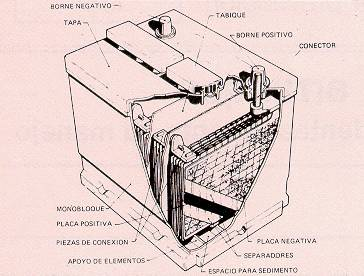 BORNE NEGATIVO
TABIQUE
TAPA
BORNE POSITIVO
CONECTOR
MONOBLOQUE
PLACA POSITIVA
PIEZAS DE CONEXION
APOYO DE ELEMENTOS
PLACA NEGATIVA
SEPARADORES
ESPACIO PARA SEDIMENTO